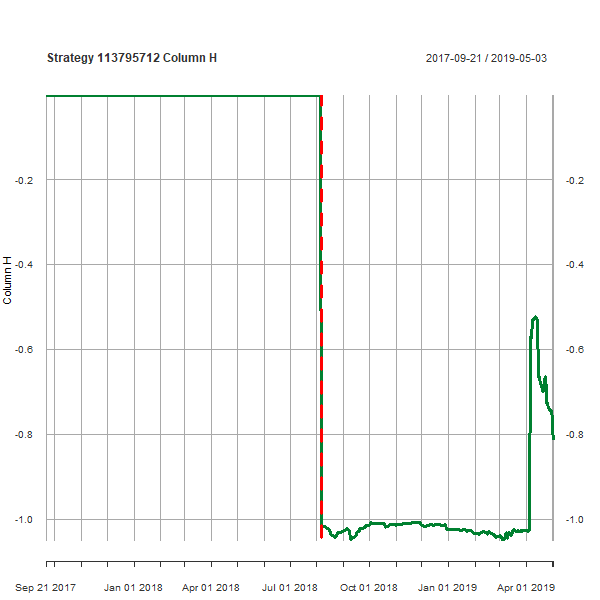 Strategy 113795712 Column H
2017-09-21 / 2019-05-03
-0.2
-0.2
-0.4
-0.4
Column H
-0.6
-0.6
-0.8
-0.8
-1.0
-1.0
Sep 21 2017
Jan 01 2018
Apr 01 2018
Jul 01 2018
Oct 01 2018
Jan 01 2019
Apr 01 2019